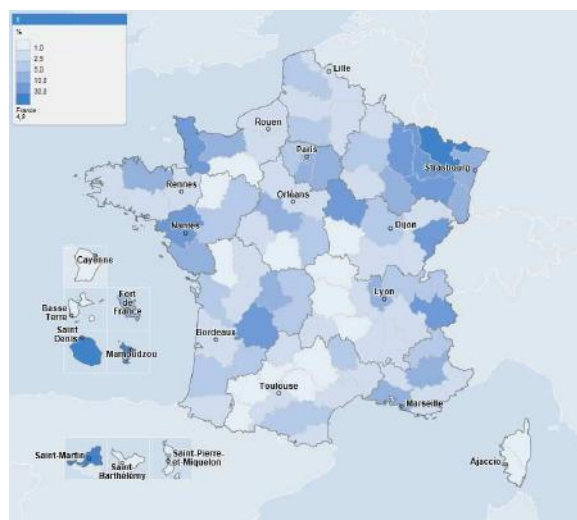 %
1,0
2,5
5,0
10,0
30,0
France :
4,9
Lille
Rouen
Paris
Strasbourg
Rennes
Orléans
Nantes
Dijon
Cayenne
Lyon
Basse
Terre
Fort
de
France
Saint
Denis
Mamoudzou
Bordeaux
Toulouse
Marseille
Saint-Martin
Saint
Barthélémy
Saint-Pierre
et-Miquelon
Ajaccio